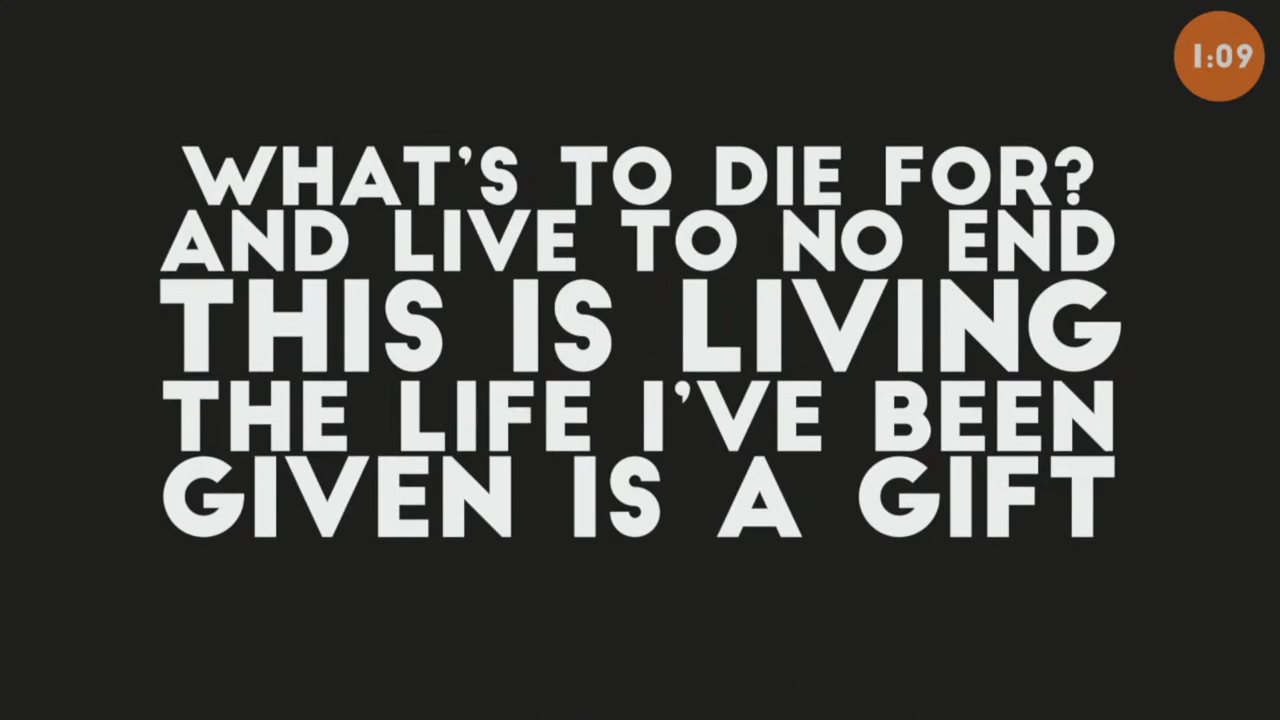 1:09
WHAT'S TO DIE FOR?
AND LIVE TO NO END
THIS IS LIVING
THE LIFE I'VE BEEN
GIVEN IS A GIFT